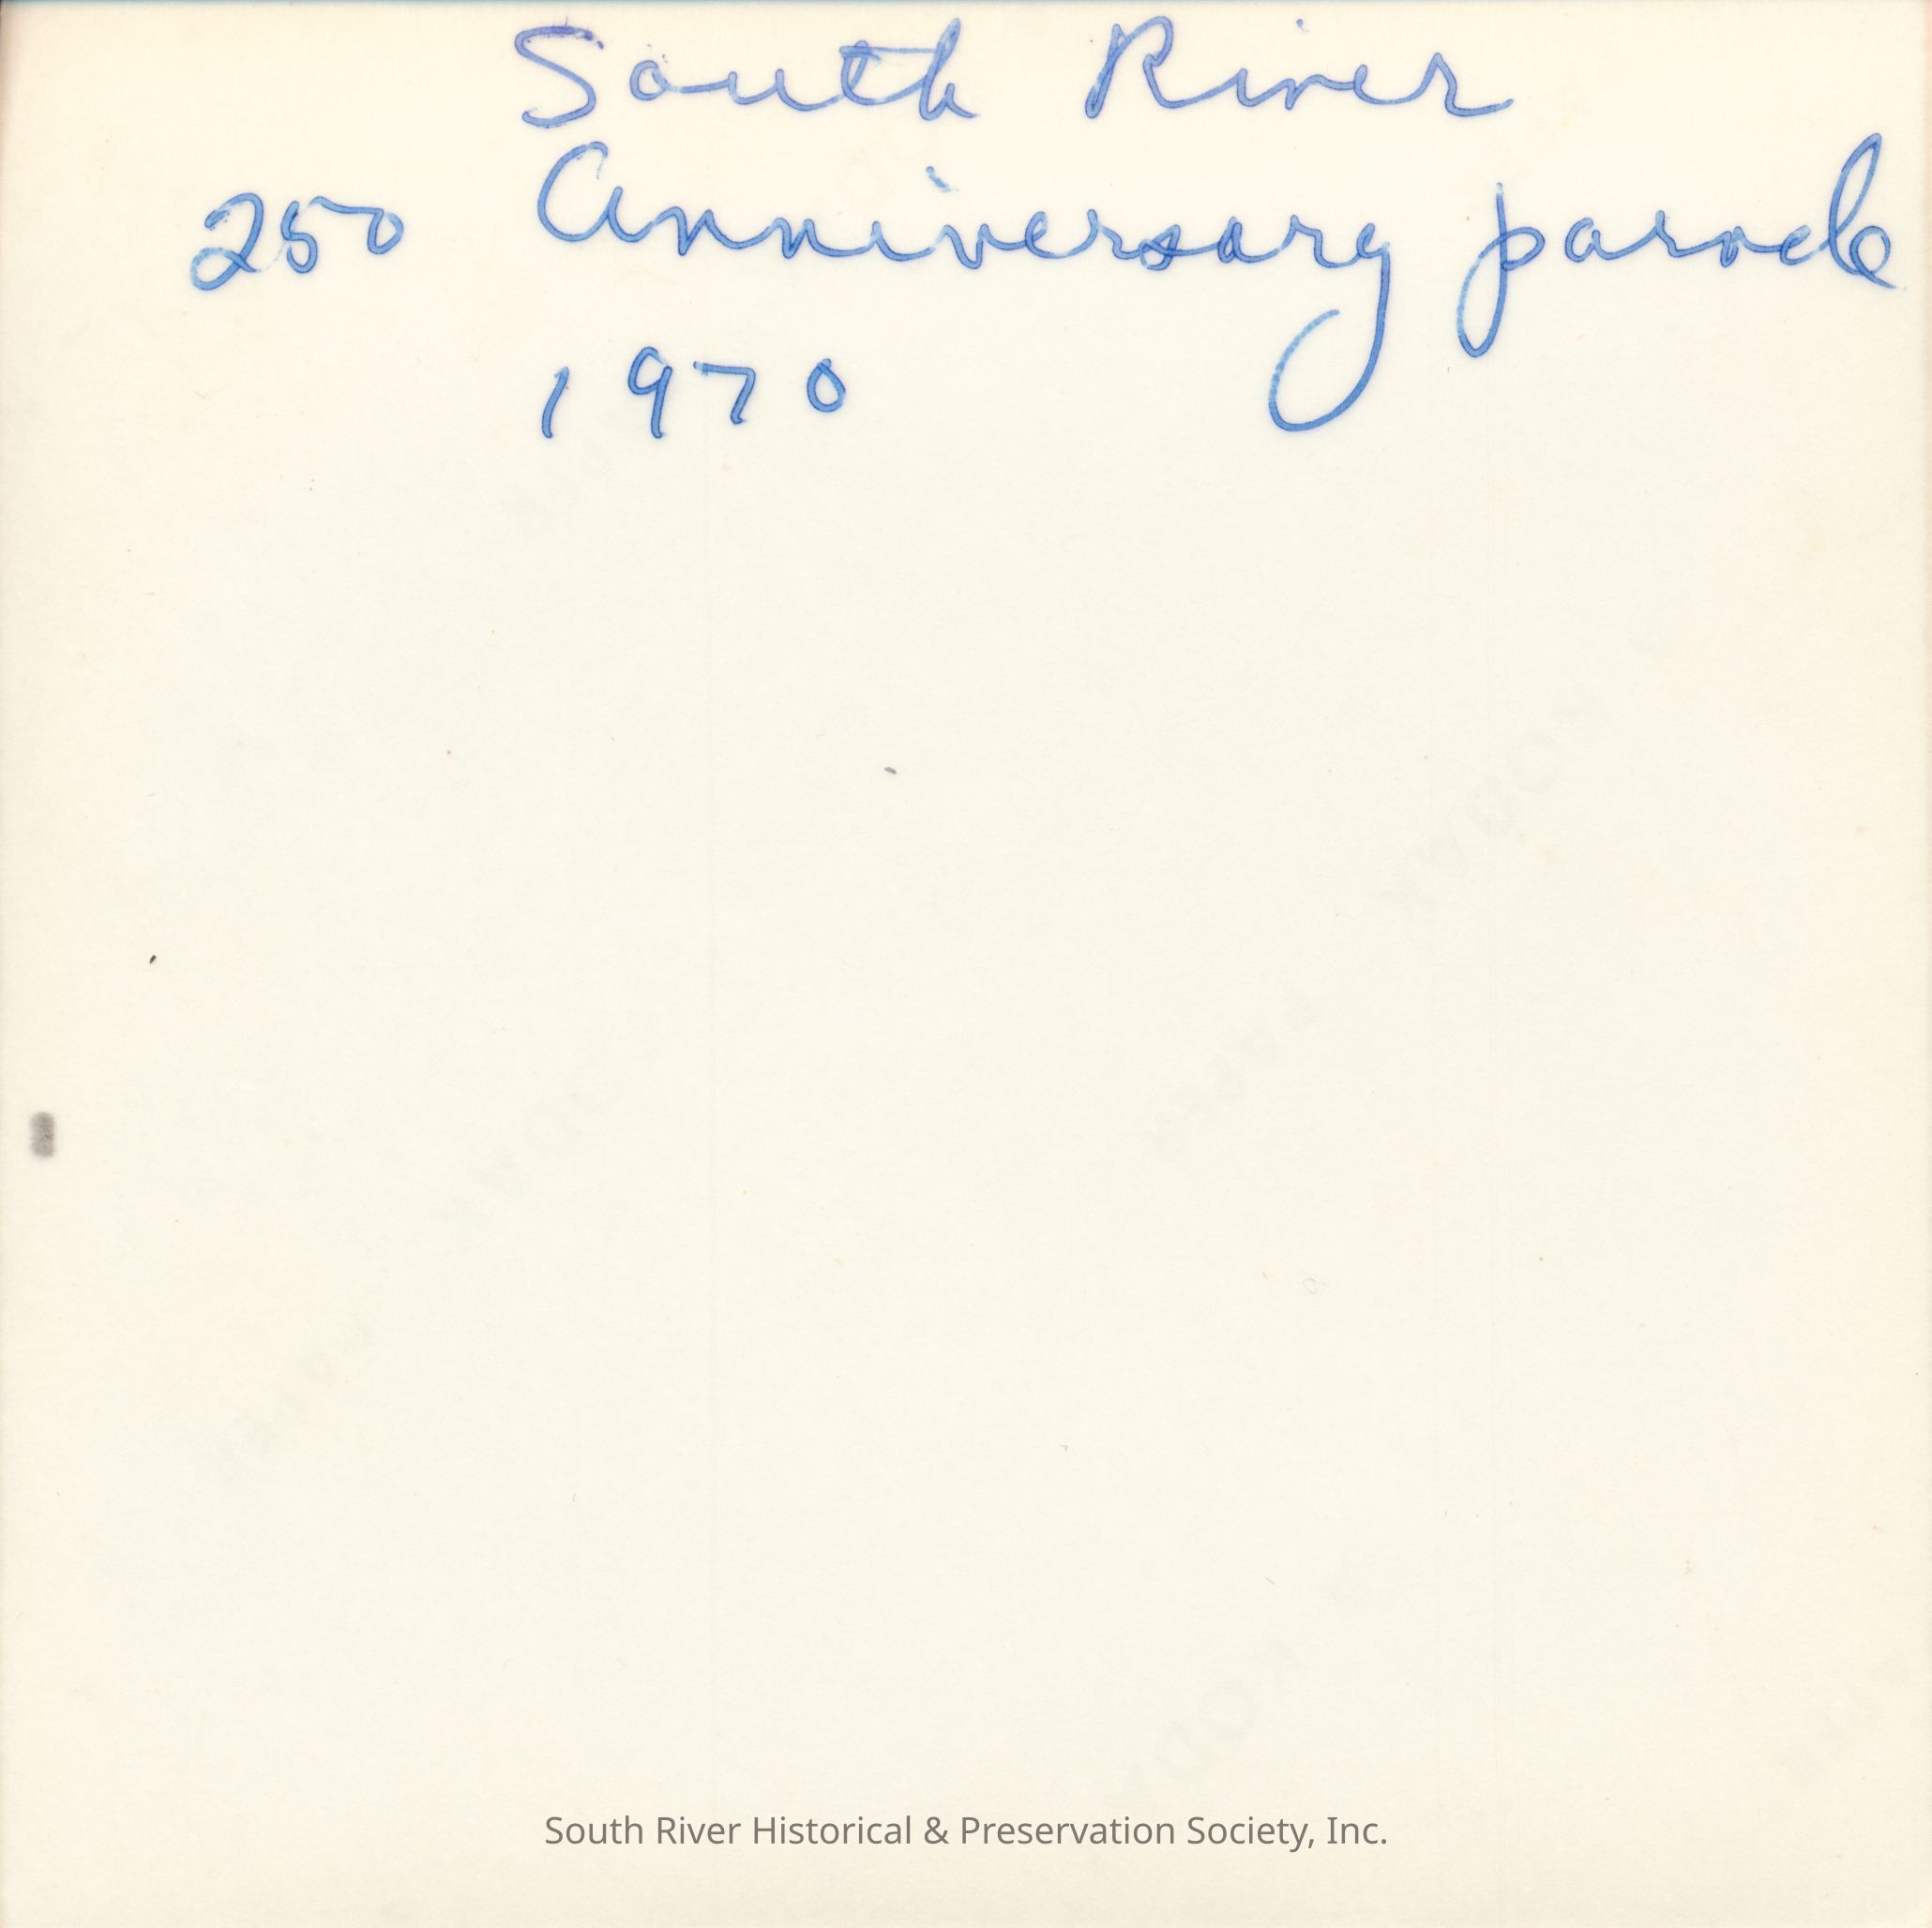 South River
250 Anniversary parade
1970
South River Historical & Preservation Society, Inc.